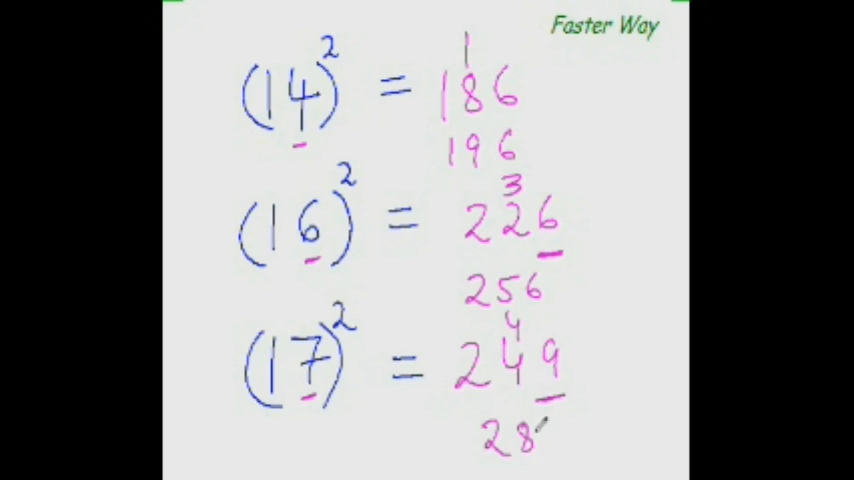 Faster Way
1
(14)² = 186
196
3
(16)² = 226
256
4
(17)² = 249
28